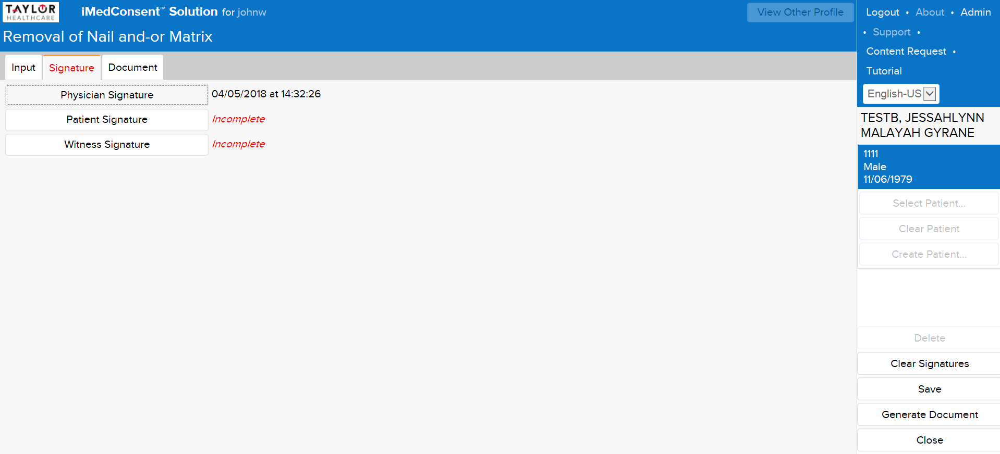 TAYLOR
HEALTHCARE
iMedConsent™ Solution for johnw
View Other Profile
Removal of Nail and-or Matrix
Logout • About • Admin
• Support •
Content Request •
Tutorial
English-US
Input Signature Document
Physician Signature 04/05/2018 at 14:32:26
Patient Signature Incomplete
Witness Signature Incomplete
TESTB, JESSAHLYNN
MALAYAH GYRANE
1111
Male
11/06/1979
Select Patient...
Clear Patient
Create Patient...
Delete
Clear Signatures
Save
Generate Document
Close